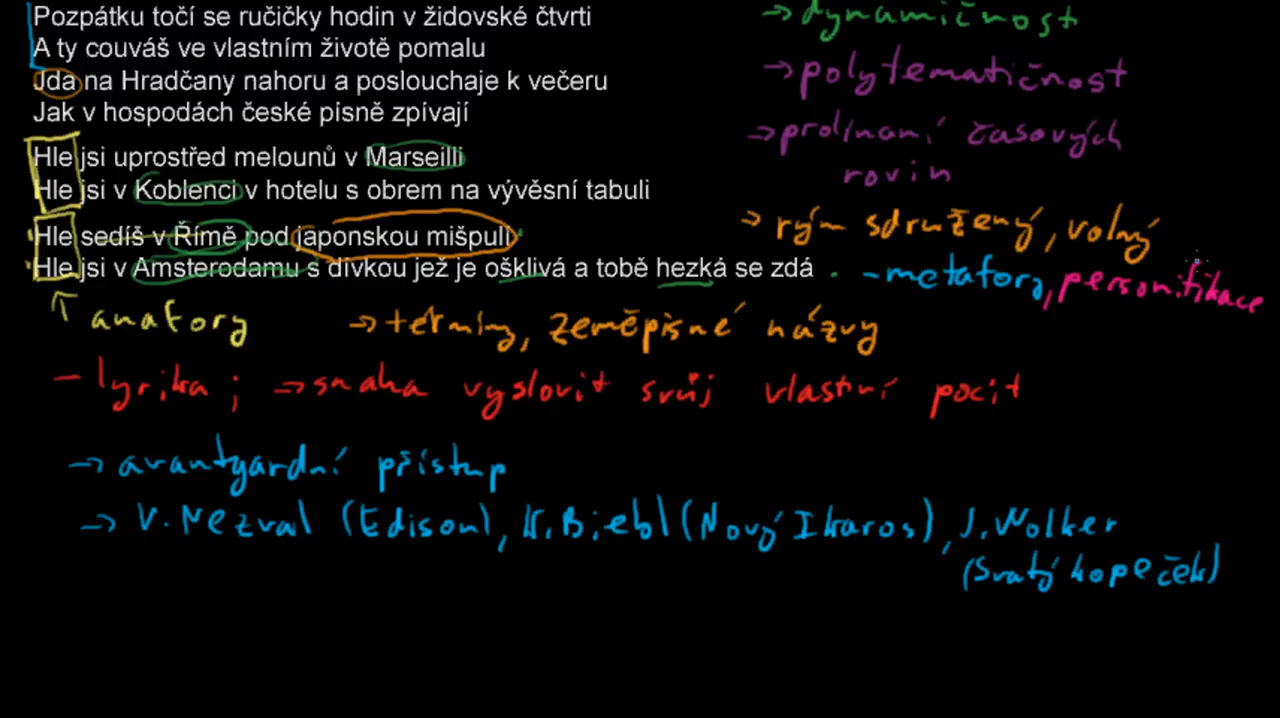 Pozpátku točí se ručičky hodin v židovské čtvrti
A ty couváš ve vlastním životě pomalu
Jda na Hradčany nahoru a poslouchaje k večeru
Jak v hospodách české písně zpívají
Hle jsi uprostřed melounů v Marseilli
Hle jsi v Koblenci v hotelu s obrem na vývěsní tabuli
Hle sedíš v Římě pod japonskou mišpulí
Hle jsi v Amsterodamu s dívkou jež je ošklivá a tobě hezká se zdá
→ dynamičnost
→ polytematičnost
→ prolínaní časových
rovin
→ rým sdružený, volný
- metafora, personifikace
↑ anafory
→ termíny, zeměpisné názvy
- lyrika ; → snaha vyslovit svůj vlastní pocit
→ avantgardní přístup
→ V. Nezval (Edison), K. Biebl (Nový Ikaros), J. Wolker
(Svatý kopeček)